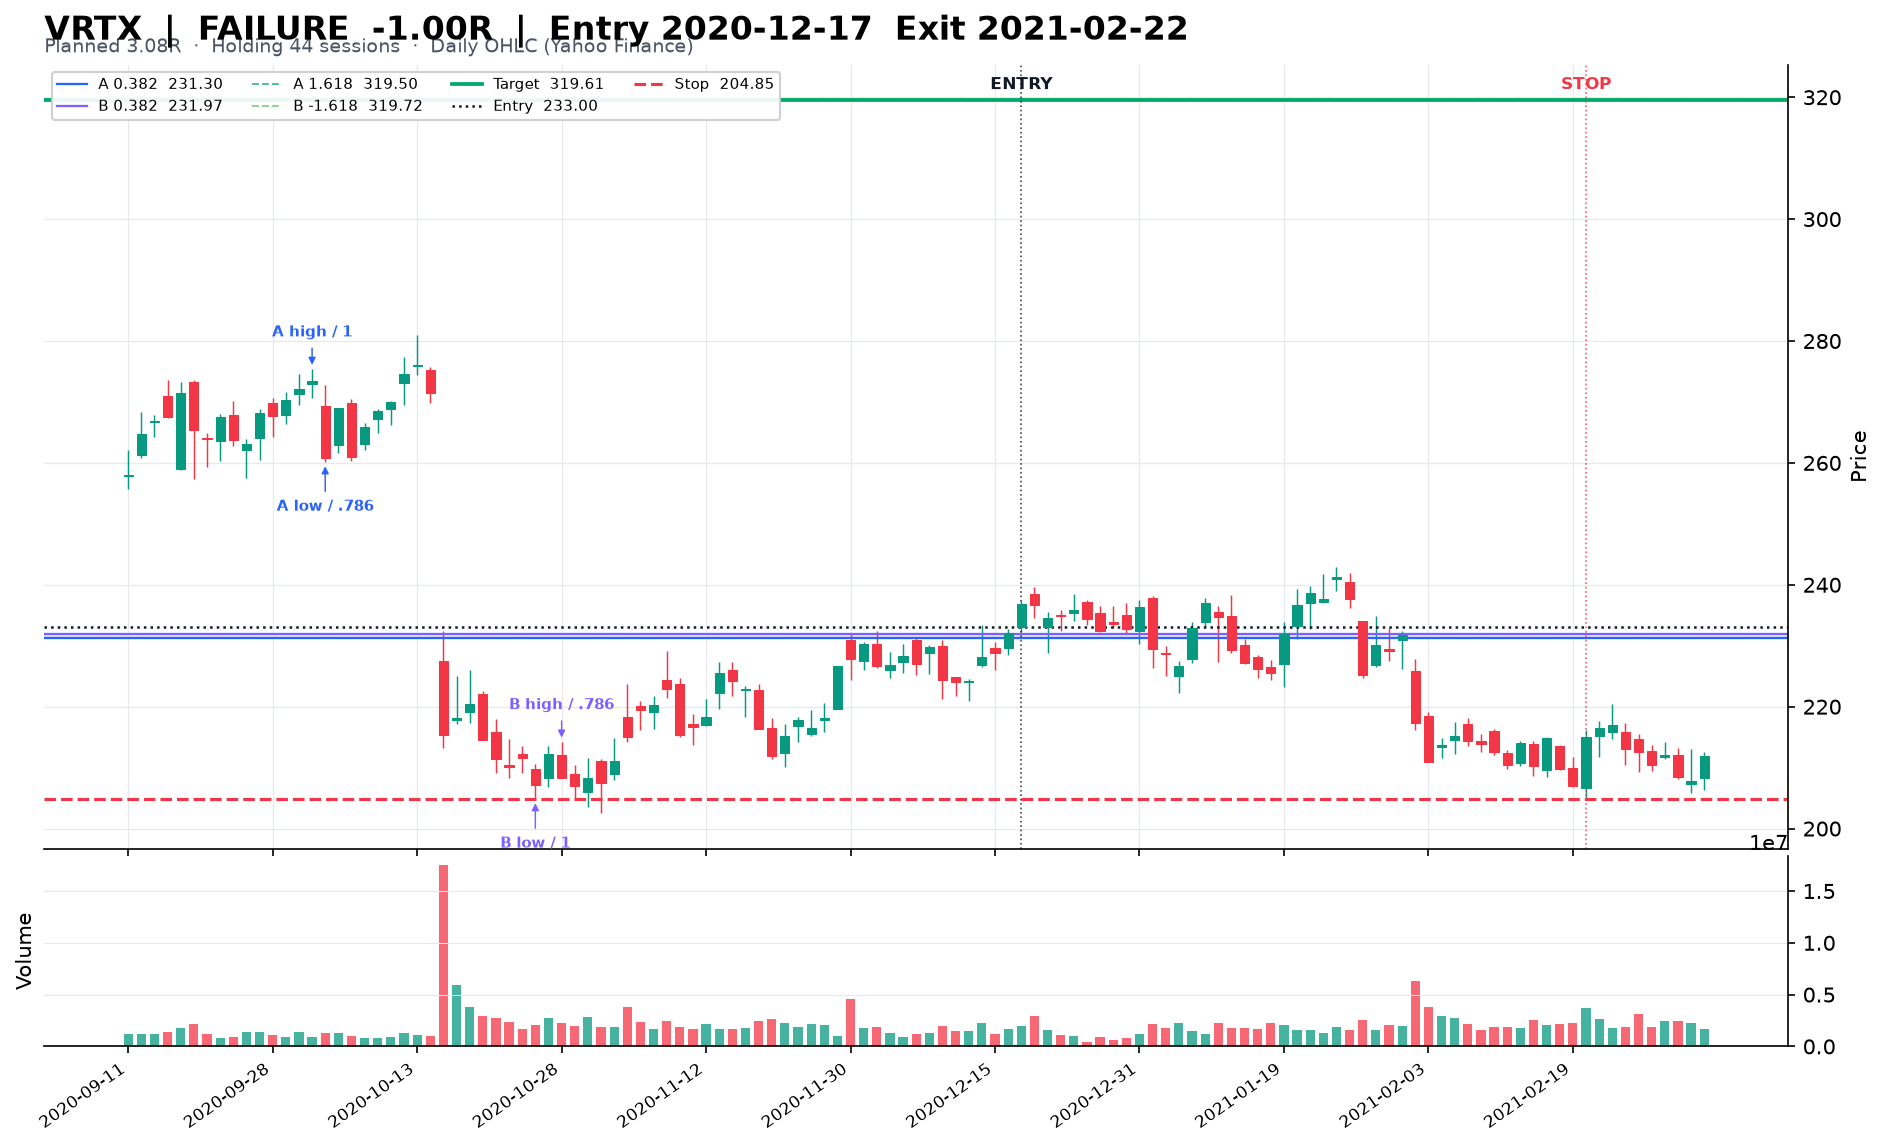 VRTX | FAILURE -1.00R | Entry 2020-12-17 Exit 2021-02-22
Planned 3.08R · Holding 44 sessions · Daily OHLC (Yahoo Finance)
A 0.382 231.30
B 0.382 231.97
A 1.618 319.50
B -1.618 319.72
Target 319.61
Entry 233.00
Stop 204.85
ENTRY
STOP
A high / 1
A low / .786
B high / .786
B low / 1
320
300
280
260
240
220
200
Price
1e7
1.5
1.0
0.5
0.0
Volume
2020-09-11
2020-09-28
2020-10-13
2020-10-28
2020-11-12
2020-11-30
2020-12-15
2020-12-31
2021-01-19
2021-02-03
2021-02-19